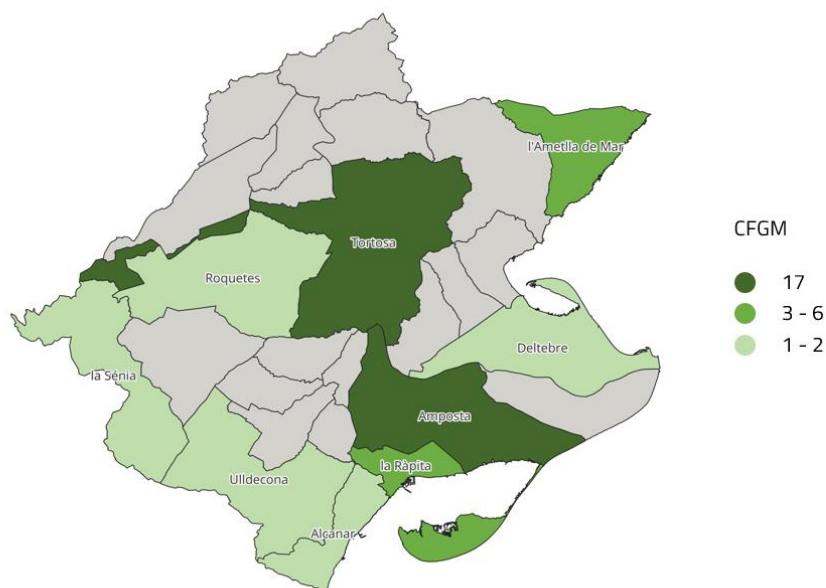 l'Ametlla de Mar
Tortosa
Roquetes
Deltebre
la Sénia
Amposta
la Ràpita
Ulldecona
Alcanar
CFGM
17
3 - 6
1 - 2